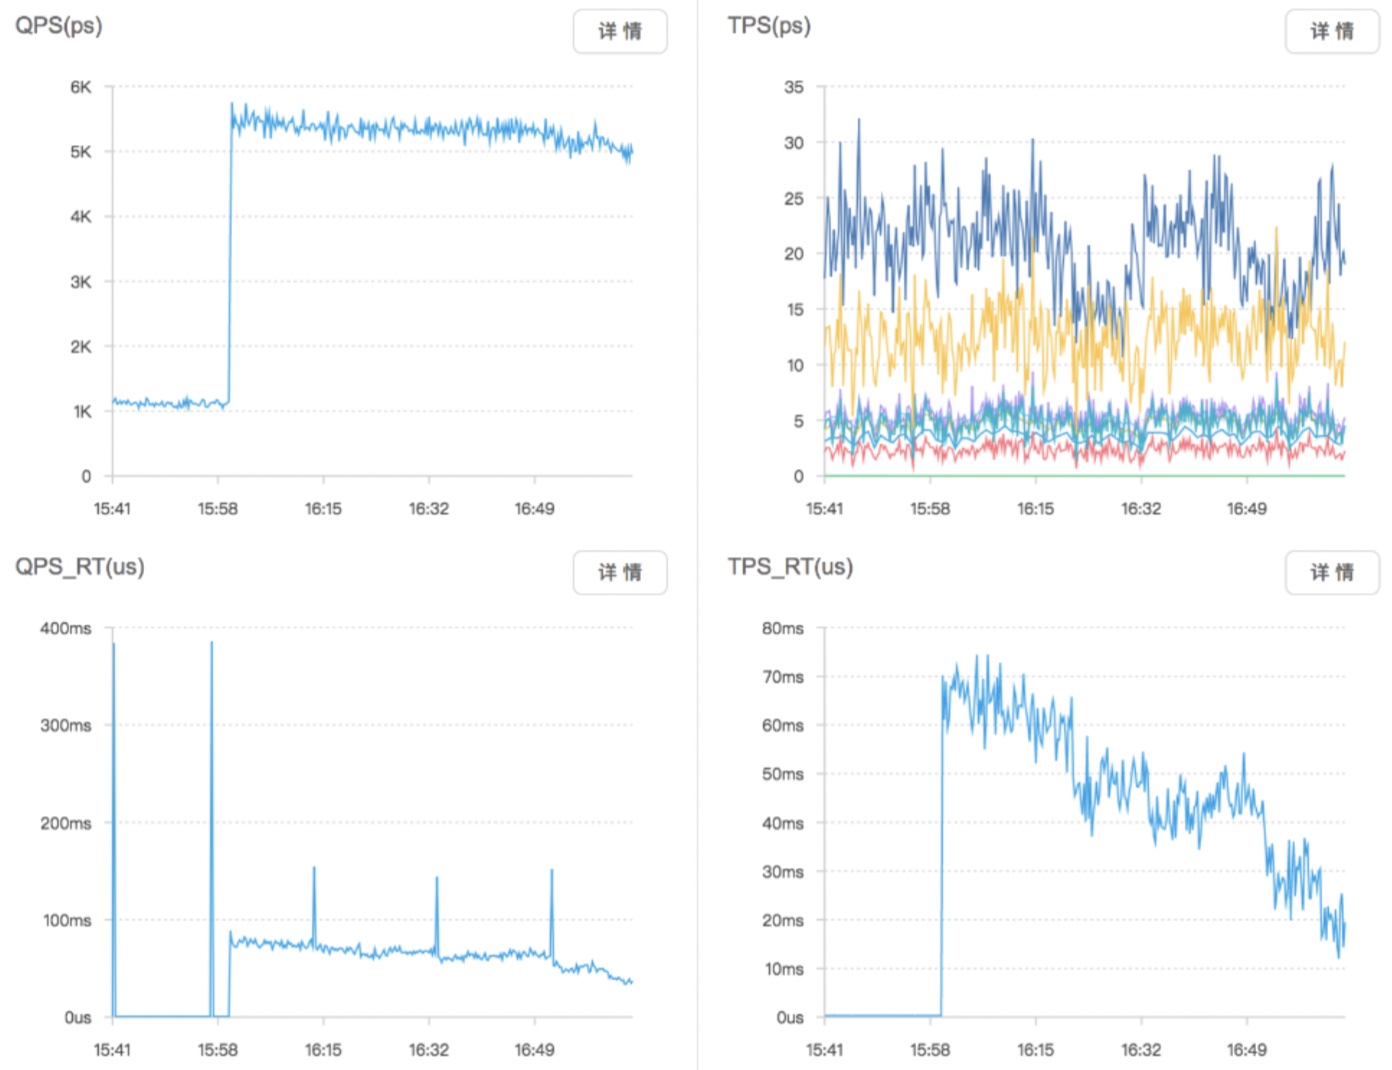 QPS(ps)
详 情
6K
5K
4K
3K
2K
1K
0
15:41
15:58
16:15
16:32
16:49
TPS(ps)
详 情
35
30
25
20
15
10
5
0
15:41
15:58
16:15
16:32
16:49
QPS_RT(us)
详 情
400ms
300ms
200ms
100ms
0us
15:41
15:58
16:15
16:32
16:49
TPS_RT(us)
详 情
80ms
70ms
60ms
50ms
40ms
30ms
20ms
10ms
0us
15:41
15:58
16:15
16:32
16:49